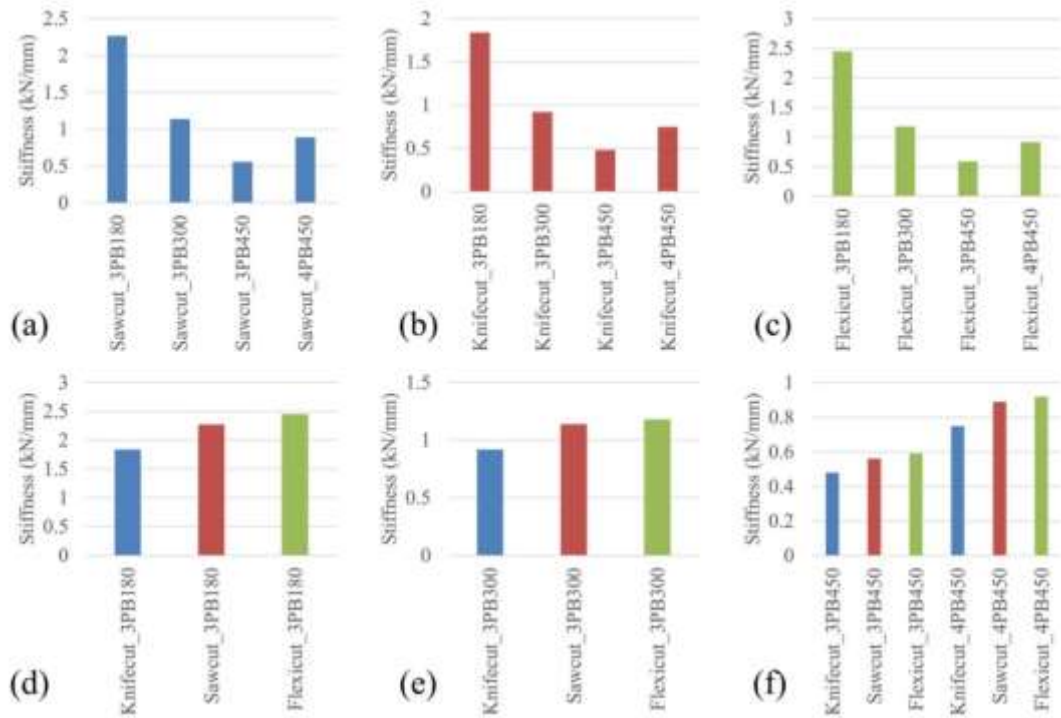 2.5
2
1.5
1
0.5
0
Stiffness (kN/mm)
Sawcut_3PB180
Sawcut_3PB300
Sawcut_3PB450
Sawcut_4PB450
(a)
2
1.5
1
0.5
0
Stiffness (kN/mm)
Knifecut_3PB180
Knifecut_3PB300
Knifecut_3PB450
Knifecut_4PB450
(b)
3
2.5
2
1.5
1
0.5
0
Stiffness (kN/mm)
Flexicut_3PB180
Flexicut_3PB300
Flexicut_3PB450
Flexicut_4PB450
(c)
3
2.5
2
1.5
1
0.5
0
Stiffness (kN/mm)
Knifecut_3PB180
Sawcut_3PB180
Flexicut_3PB180
(d)
1.5
1
0.5
0
Stiffness (kN/mm)
Knifecut_3PB300
Sawcut_3PB300
Flexicut_3PB300
(e)
1
0.8
0.6
0.4
0.2
0
Stiffness (kN/mm)
Knifecut_3PB450
Sawcut_3PB450
Flexicut_3PB450
Knifecut_4PB450
Sawcut_4PB450
Flexicut_4PB450
(f)